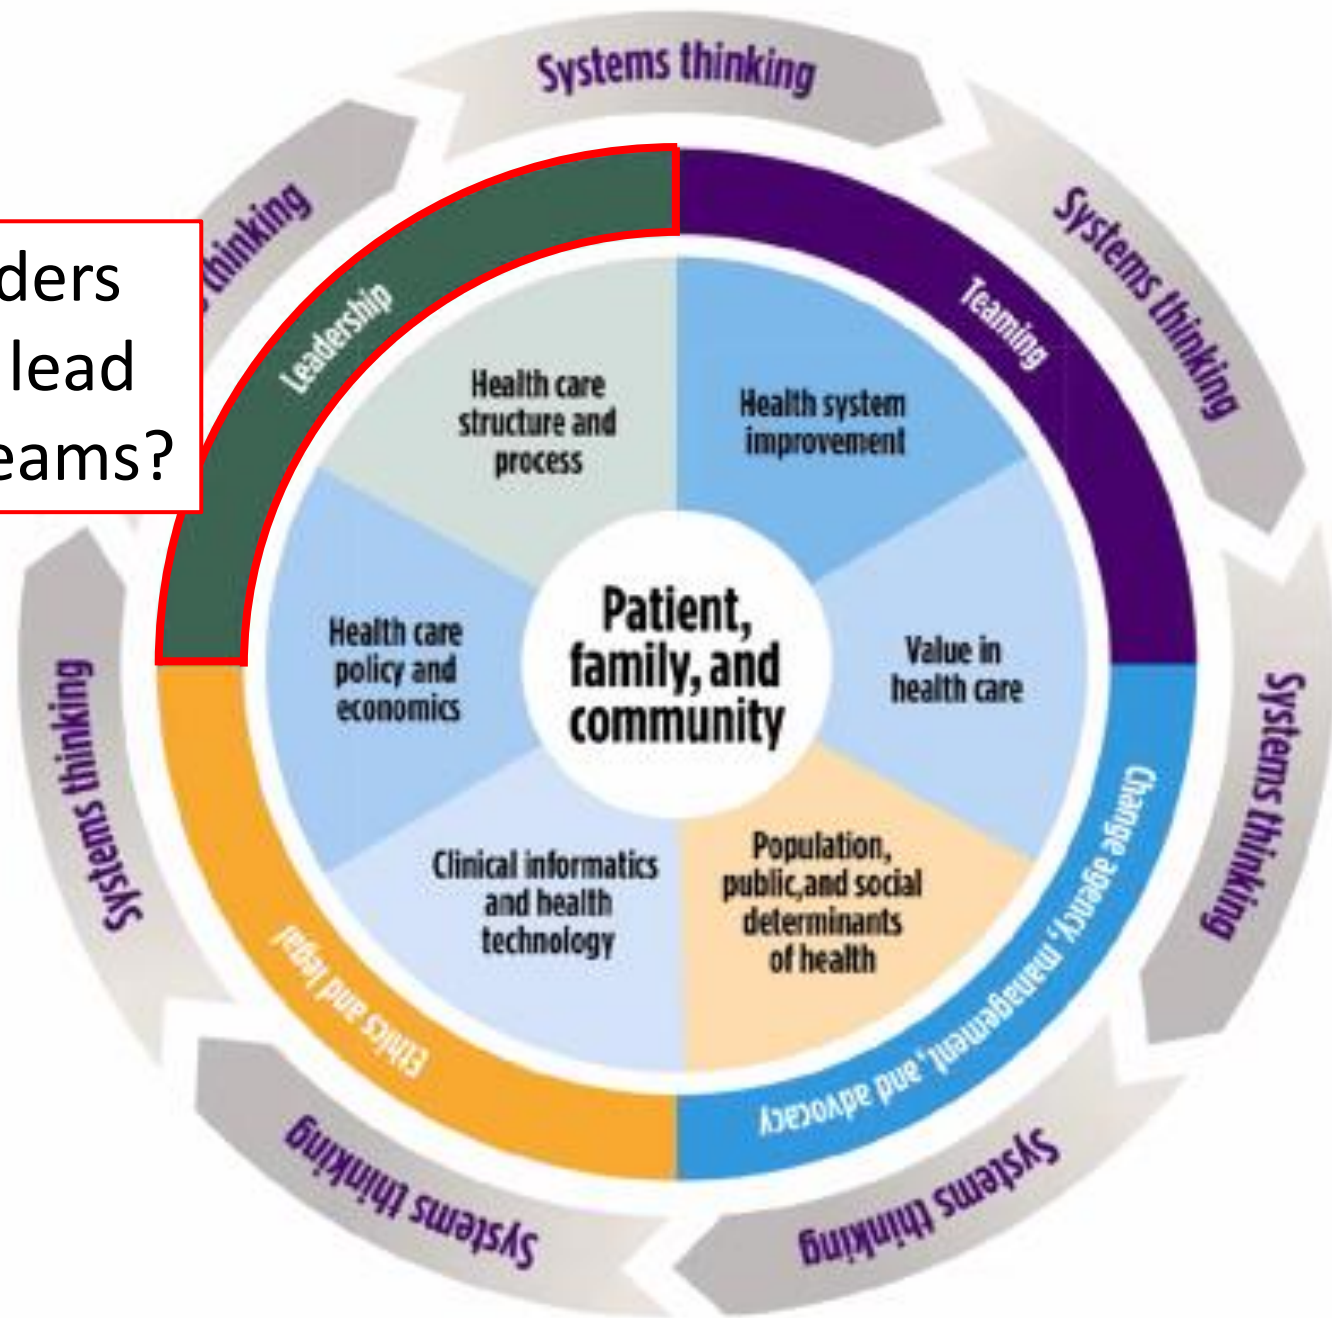 Systems thinking
thinking
ders
lead
eams?
Leadership
Teaming
Systems thinking
Health care
structure and
process
Health system
improvement
Patient,
family, and
community
Health care
policy and
economics
Value in
health care
Clinical informatics
and health
technology
Population,
public,and social
determinants
of health
Systems thinking
Systems thinking
Ethics and legal
Change agency, management, and advocacy
Systems thinking
Systems thinking